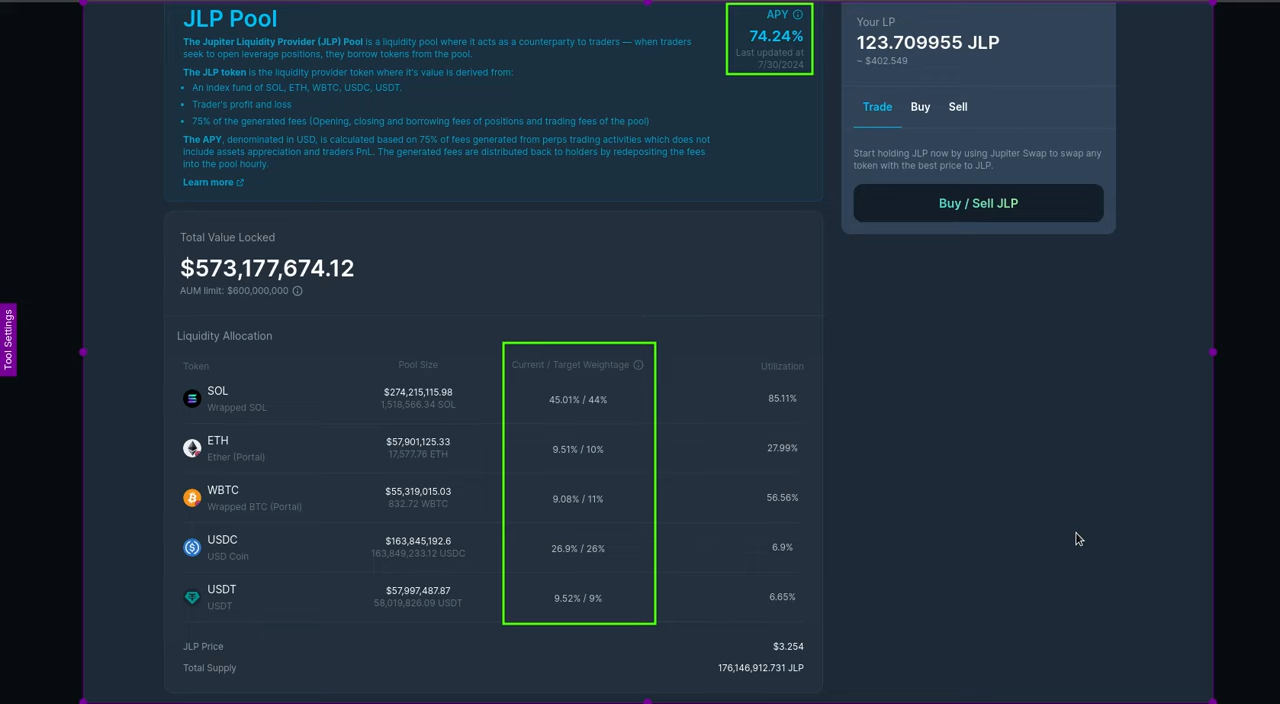 Tool Settings
JLP Pool
The Jupiter Liquidity Provider (JLP) Pool is a liquidity pool where it acts as a counterparty to traders — when traders
seek to open leverage positions, they borrow tokens from the pool.
The JLP token is the liquidity provider token where it's value is derived from:
• An index fund of SOL, ETH, WBTC, USDC, USDT.
• Trader's profit and loss
• 75% of the generated fees (Opening, closing and borrowing fees of positions and trading fees of the pool)
The APY, denominated in USD, is calculated based on 75% of fees generated from perps trading activities which does not
include assets appreciation and traders PnL. The generated fees are distributed back to holders by redepositing the fees
into the pool hourly.
Learn more
APY
74.24%
Last updated at
7/30/2024
Your LP
123.709955 JLP
~ $402.549
Trade Buy Sell
Start holding JLP now by using Jupiter Swap to swap any
token with the best price to JLP.
Buy / Sell JLP
Total Value Locked
$573,177,674.12
AUM limit: $600,000,000
Liquidity Allocation
Token Pool Size Current / Target Weightage Utilization
SOL $274,215,115.98 45.01% / 44% 85.11%
Wrapped SOL 1,518,566.34 SOL
ETH $57,901,125.33 9.51% / 10% 27.99%
Ether (Portal) 17,577.76 ETH
WBTC $55,319,015.03 9.08% / 11% 56.56%
Wrapped BTC (Portal) 832.72 WBTC
USDC $163,845,192.6 26.9% / 26% 6.9%
USD Coin 163,849,233.12 USDC
USDT $57,997,487.87 9.52% / 9% 6.65%
USDT 58,019,826.09 USDT
JLP Price $3.254
Total Supply 176,146,912.731 JLP